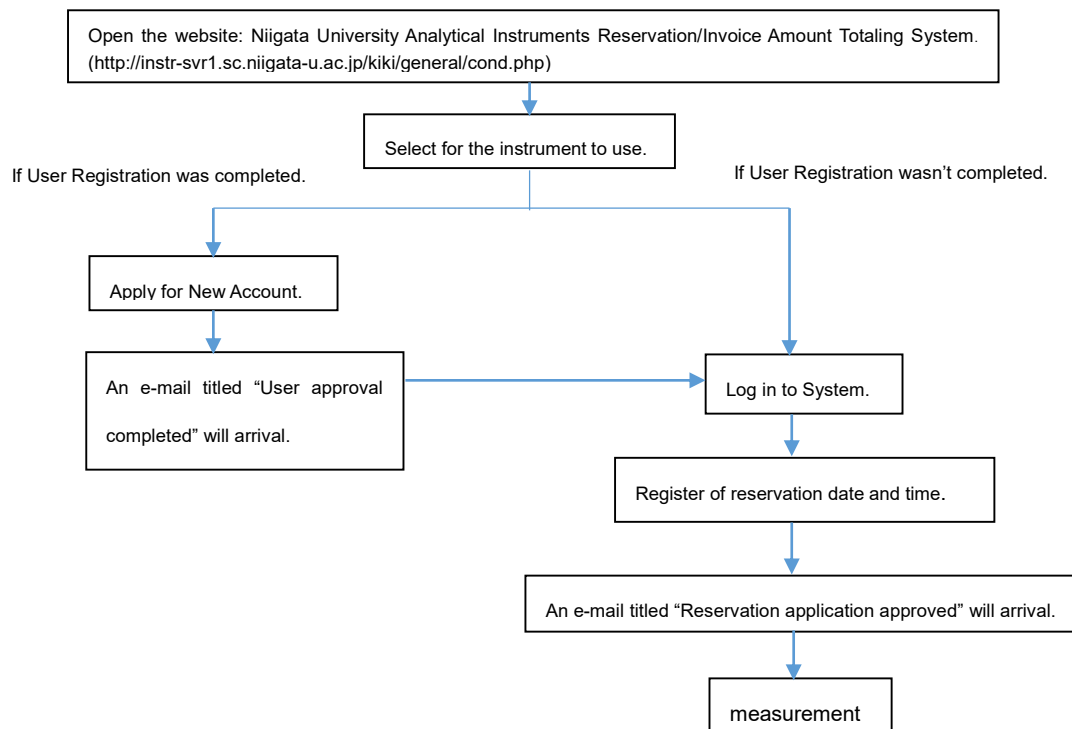 Open the website: Niigata University Analytical Instruments Reservation/Invoice Amount Totaling System.
(http://instr-svr1.sc.niigata-u.ac.jp/kiki/general/cond.php)
Select for the instrument to use.
If User Registration was completed.
If User Registration wasn’t completed.
Apply for New Account.
An e-mail titled “User approval
completed” will arrival.
Log in to System.
Register of reservation date and time.
An e-mail titled “Reservation application approved” will arrival.
measurement